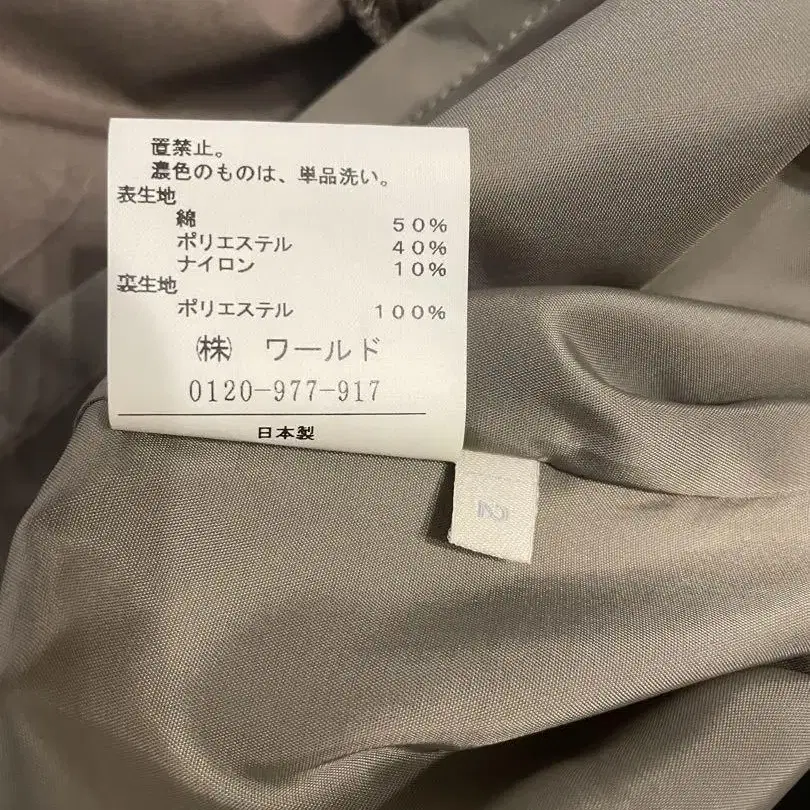 置禁止。
濃色のものは、単品洗い。
表生地
綿 50%
ポリエステル 40%
ナイロン 10%
裏生地
ポリエステル 100%
㈱ ワールド
0120-977-917
日本製
2